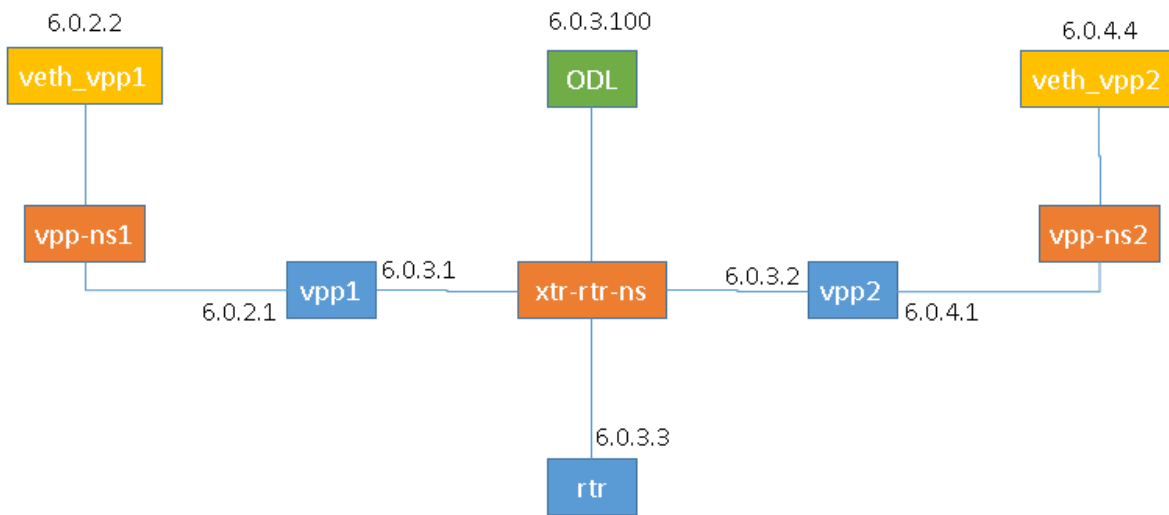 6.0.2.2
6.0.3.100
6.0.4.4
veth_vpp1
ODL
veth_vpp2
vpp-ns1
vpp-ns2
6.0.3.1
6.0.3.2
vpp1
xtr-rtr-ns
vpp2
6.0.2.1
6.0.4.1
6.0.3.3
rtr